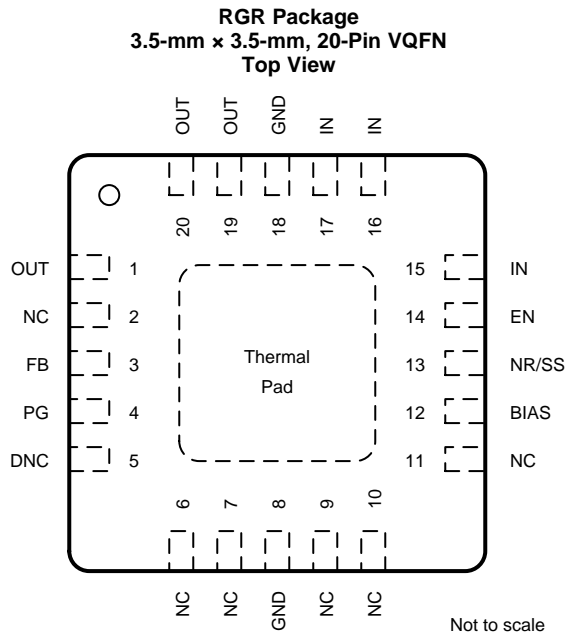 RGR Package
3.5-mm × 3.5-mm, 20-Pin VQFN
Top View
OUT
OUT
GND
IN
IN
20
19
18
17
16
OUT
1
15
IN
NC
2
14
EN
FB
3
13
NR/SS
PG
4
12
BIAS
DNC
5
11
NC
Thermal
Pad
6
7
8
9
10
NC
NC
GND
NC
NC
Not to scale